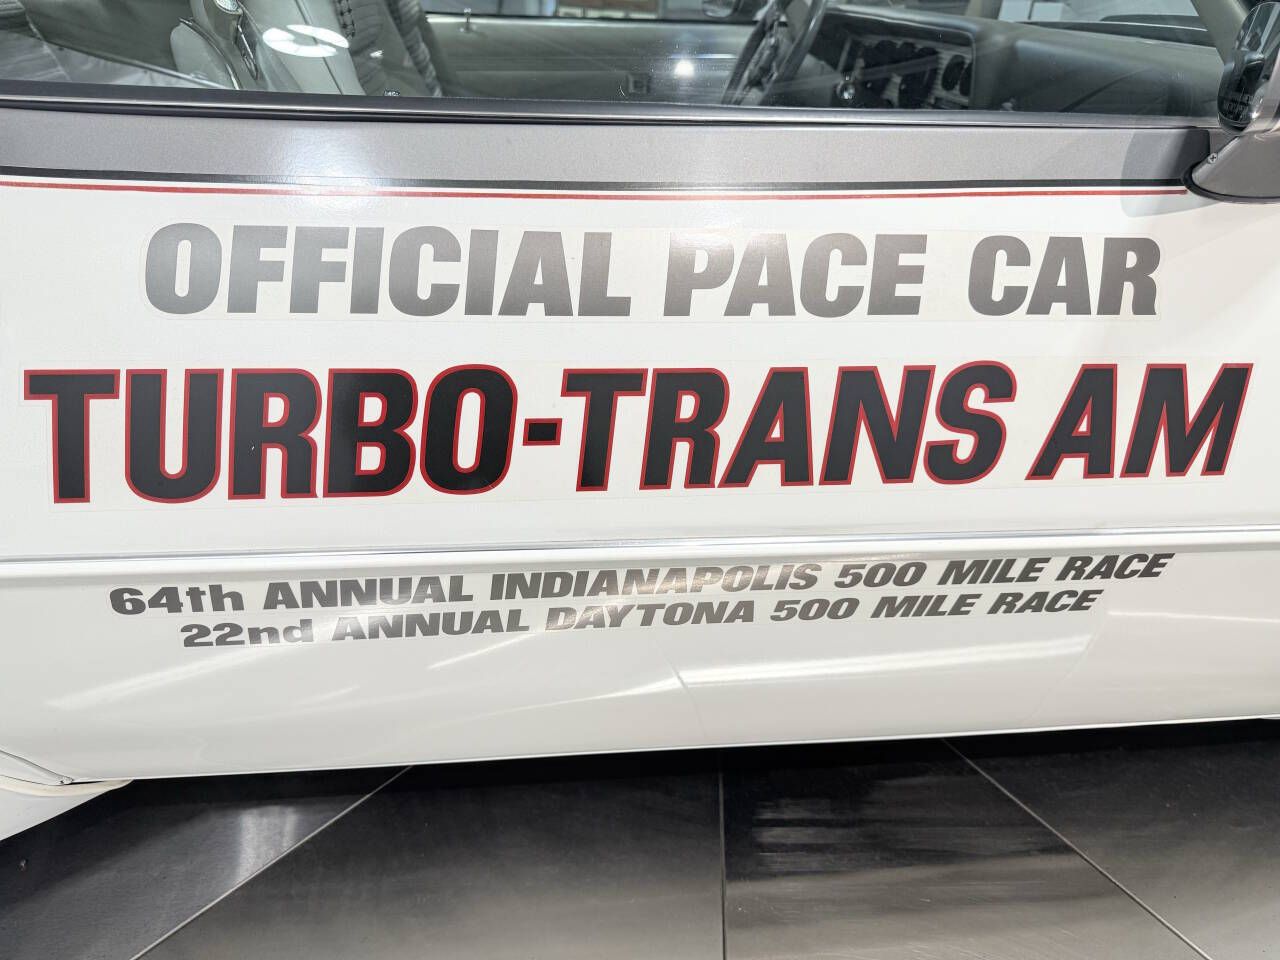 OFFICIAL PACE CAR
TURBO-TRANS AM
64th ANNUAL INDIANAPOLIS 500 MILE RACE
22nd ANNUAL DAYTONA 500 MILE RACE